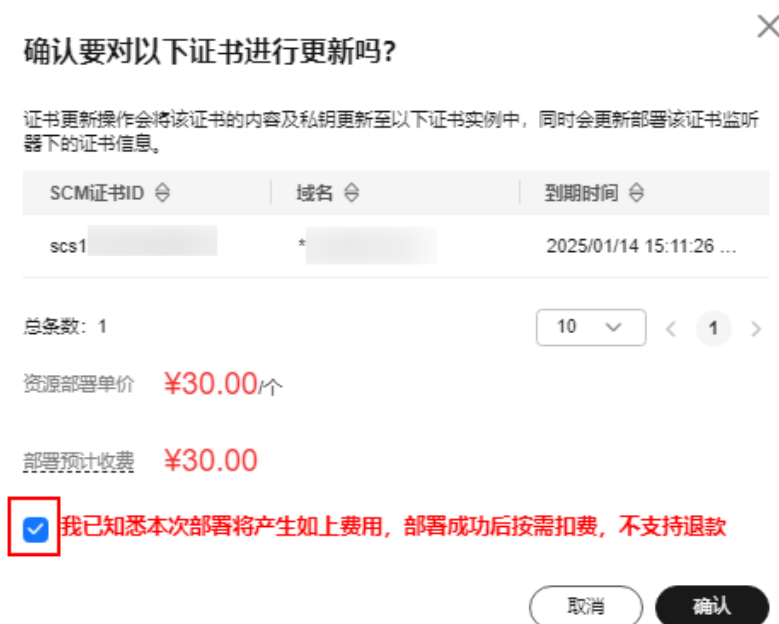 确认要对以下证书进行更新吗?
证书更新操作会将该证书的内容及私钥更新至以下证书实例中，同时会更新部署该证书监听
器下的证书信息。
SCM证书ID 域名 到期时间
scs1 * 2025/01/14 15:11:26 ...
总条数：1 10 1
资源部署单价 ¥30.00/个
部署预计收费 ¥30.00
我已知悉本次部署将产生如上费用，部署成功后按需扣费，不支持退款
取消 确认